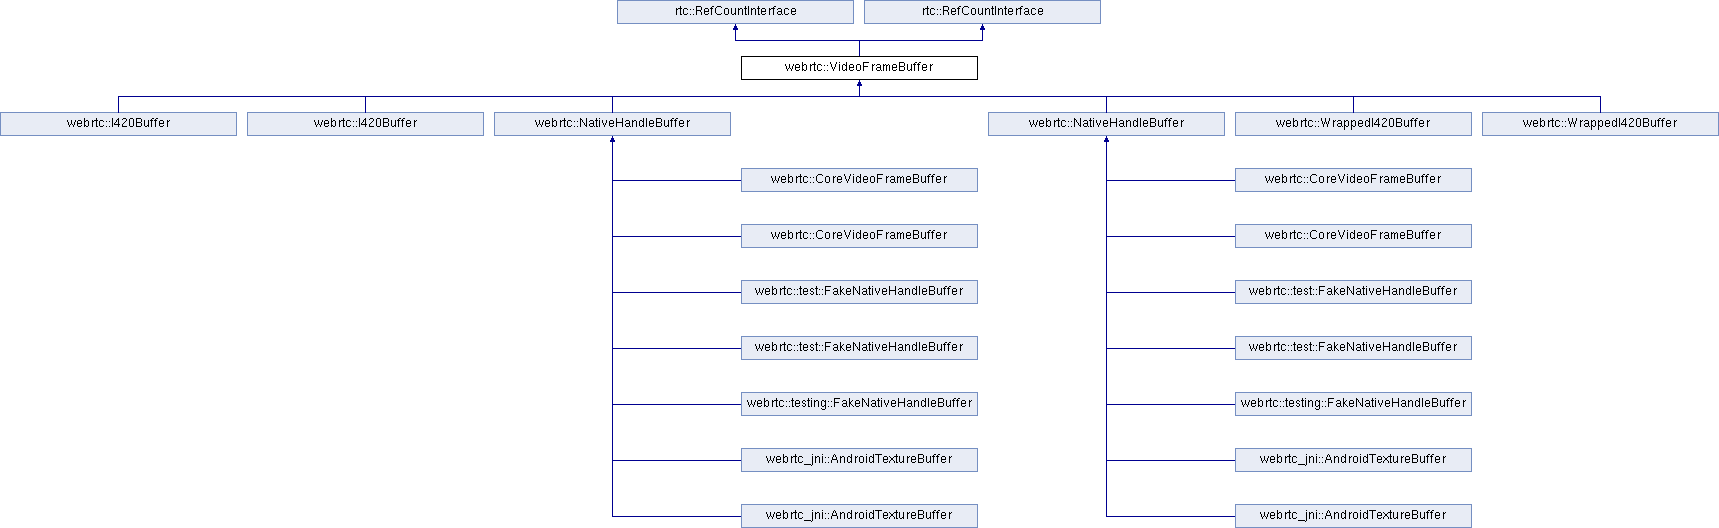 rtc::RefCountInterface
rtc::RefCountInterface
webrtc::VideoFrameBuffer
webrtc::I420Buffer
webrtc::I420Buffer
webrtc::NativeHandleBuffer
webrtc::NativeHandleBuffer
webrtc::WrappedI420Buffer
webrtc::WrappedI420Buffer
webrtc::CoreVideoFrameBuffer
webrtc::CoreVideoFrameBuffer
webrtc::CoreVideoFrameBuffer
webrtc::CoreVideoFrameBuffer
webrtc::test::FakeNativeHandleBuffer
webrtc::test::FakeNativeHandleBuffer
webrtc::test::FakeNativeHandleBuffer
webrtc::test::FakeNativeHandleBuffer
webrtc::testing::FakeNativeHandleBuffer
webrtc::testing::FakeNativeHandleBuffer
webrtc_jni::AndroidTextureBuffer
webrtc_jni::AndroidTextureBuffer
webrtc_jni::AndroidTextureBuffer
webrtc_jni::AndroidTextureBuffer